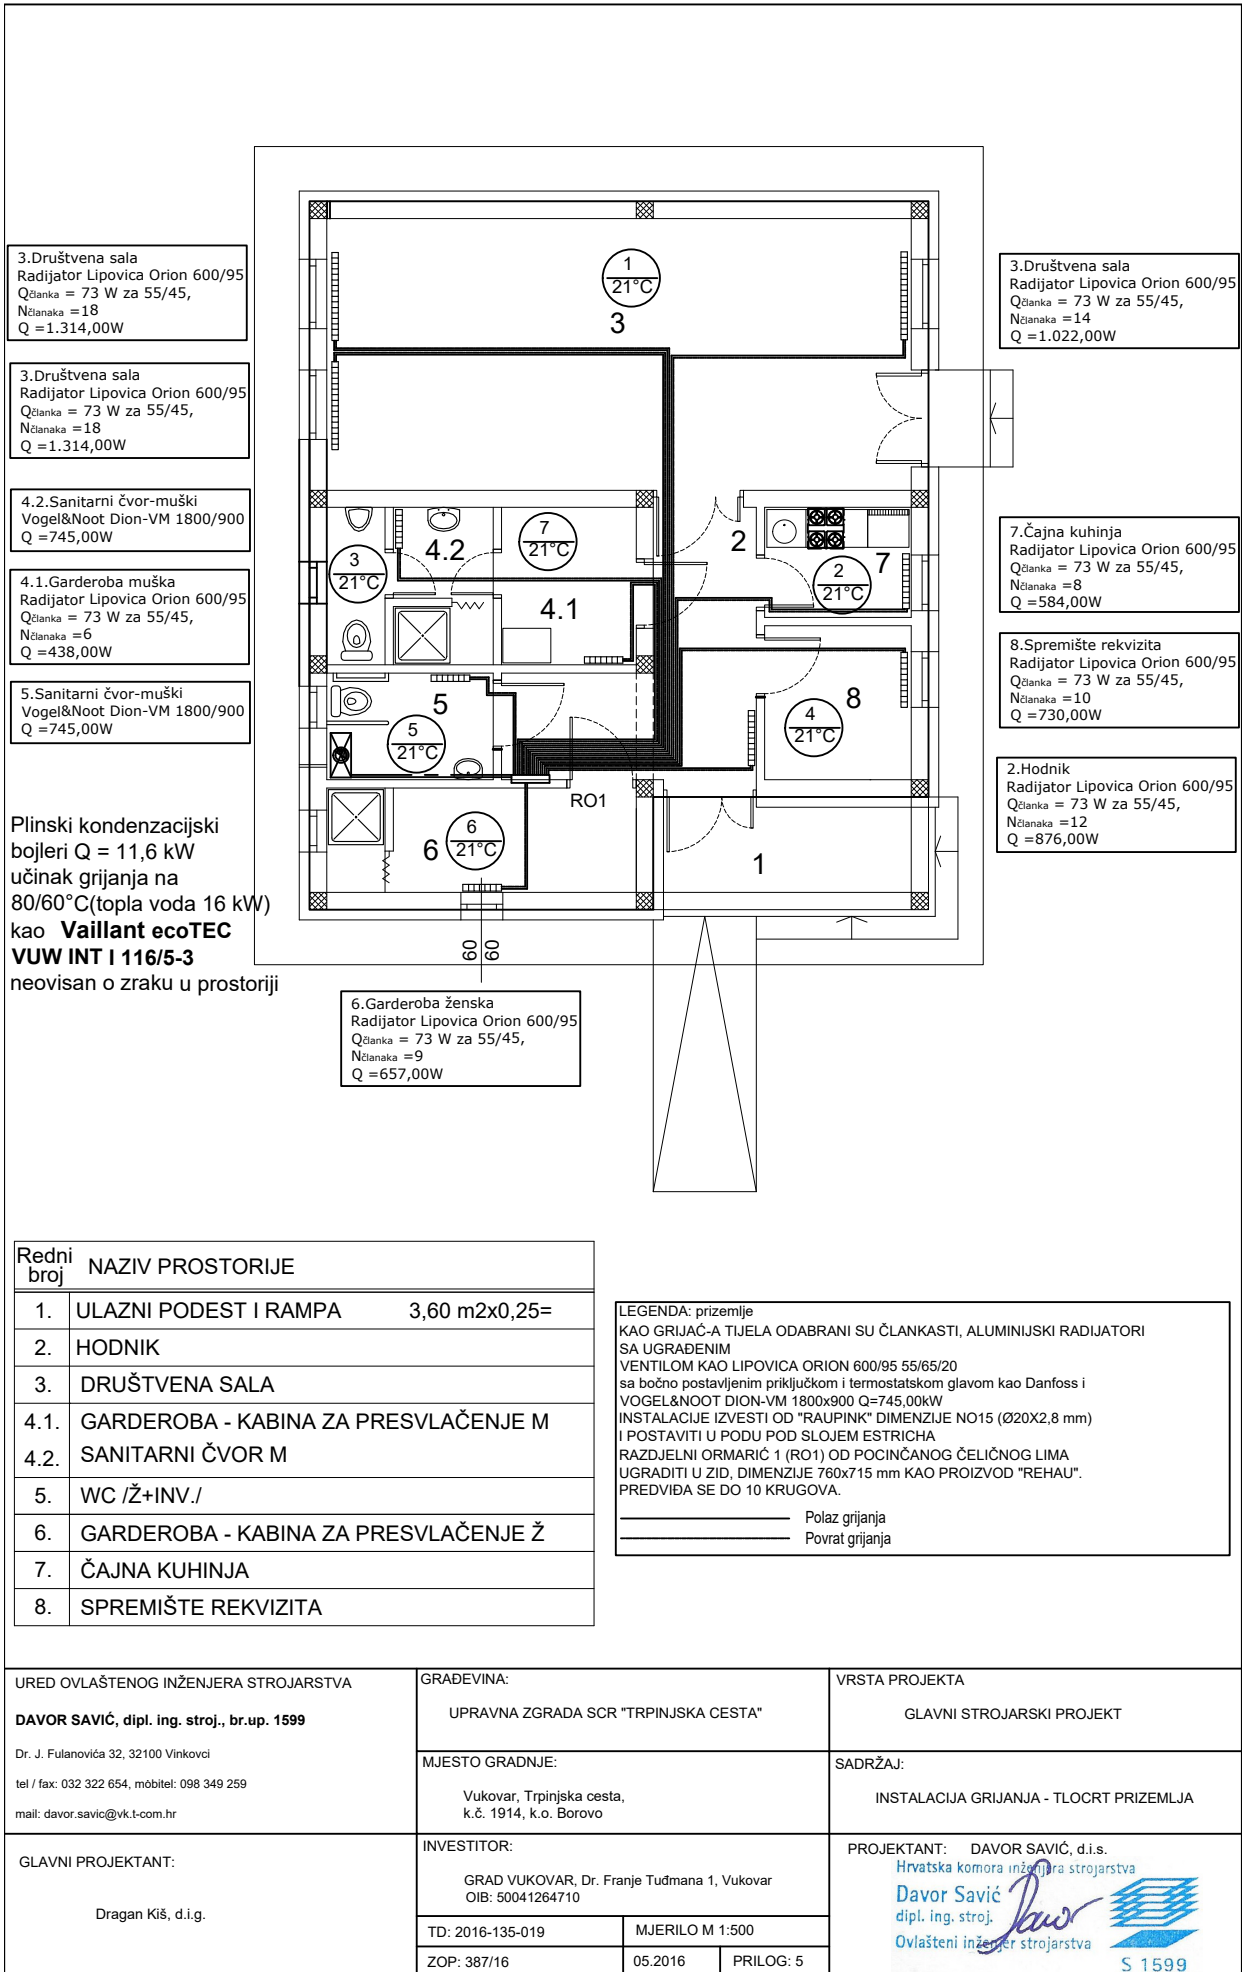 3.Društvena sala
Radijator Lipovica Orion 600/95
Qčlanka = 73 W za 55/45,
Nčlanaka =18
Q =1.314,00W
3.Društvena sala
Radijator Lipovica Orion 600/95
Qčlanka = 73 W za 55/45,
Nčlanaka =18
Q =1.314,00W
4.2.Sanitarni čvor-muški
Vogel&Noot Dion-VM 1800/900
Q =745,00W
4.1.Garderoba muška
Radijator Lipovica Orion 600/95
Qčlanka = 73 W za 55/45,
Nčlanaka =6
Q =438,00W
5.Sanitarni čvor-muški
Vogel&Noot Dion-VM 1800/900
Q =745,00W
Plinski kondenzacijski
bojleri Q = 11,6 kW
učinak grijanja na
80/60°C(topla voda 16 kW)
kao Vaillant ecoTEC
VUW INT I 116/5-3
neovisan o zraku u prostoriji
1
21°C
3
7
21°C
4.2
3
21°C
4.1
2
2
21°C
7
5
5
21°C
4
21°C
8
RO1
6
6
21°C
1
60
60
3.Društvena sala
Radijator Lipovica Orion 600/95
Qčlanka = 73 W za 55/45,
Nčlanaka =14
Q =1.022,00W
7.Čajna kuhinja
Radijator Lipovica Orion 600/95
Qčlanka = 73 W za 55/45,
Nčlanaka =8
Q =584,00W
8.Spremište rekvizita
Radijator Lipovica Orion 600/95
Qčlanka = 73 W za 55/45,
Nčlanaka =10
Q =730,00W
2.Hodnik
Radijator Lipovica Orion 600/95
Qčlanka = 73 W za 55/45,
Nčlanaka =12
Q =876,00W
6.Garderoba ženska
Radijator Lipovica Orion 600/95
Qčlanka = 73 W za 55/45,
Nčlanaka =9
Q =657,00W
Redni broj NAZIV PROSTORIJE
1. ULAZNI PODEST I RAMPA 3,60 m2x0,25=
2. HODNIK
3. DRUŠTVENA SALA
4.1. GARDEROBA - KABINA ZA PRESVLAČENJE M
4.2. SANITARNI ČVOR M
5. WC /Ž+INV./
6. GARDEROBA - KABINA ZA PRESVLAČENJE Ž
7. ČAJNA KUHINJA
8. SPREMIŠTE REKVIZITA
LEGENDA: prizemlje
KAO GRIJAĆ-A TIJELA ODABRANI SU ČLANKASTI, ALUMINIJSKI RADIJATORI
SA UGRAĐENIM
VENTILOM KAO LIPOVICA ORION 600/95 55/65/20
sa bočno postavljenim priključkom i termostatskom glavom kao Danfoss i
VOGEL&NOOT DION-VM 1800x900 Q=745,00kW
INSTALACIJE IZVESTI OD "RAUPINK" DIMENZIJE NO15 (Ø20X2,8 mm)
I POSTAVITI U PODU POD SLOJEM ESTRICHA
RAZDJELNI ORMARIĆ 1 (RO1) OD POCINČANOG ČELIČNOG LIMA
UGRADITI U ZID, DIMENZIJE 760x715 mm KAO PROIZVOD "REHAU".
PREDVIĐA SE DO 10 KRUGOVA.
Polaz grijanja
Povrat grijanja
URED OVLAŠTENOG INŽENJERA STROJARSTVA
DAVOR SAVIĆ, dipl. ing. stroj., br.up. 1599
Dr. J. Fulanovića 32, 32100 Vinkovci
tel / fax: 032 322 654, mobitel: 098 349 259
mail: davor.savic@vk.t-com.hr
GLAVNI PROJEKTANT:
Dragan Kiš, d.i.g.
GRAĐEVINA:
UPRAVNA ZGRADA SCR "TRPINJSKA CESTA"
MJESTO GRADNJE:
Vukovar, Trpinjska cesta,
k.č. 1914, k.o. Borovo
INVESTITOR:
GRAD VUKOVAR, Dr. Franje Tuđmana 1, Vukovar
OIB: 50041264710
TD: 2016-135-019
MJERILO M 1:500
ZOP: 387/16
05.2016
PRILOG: 5
VRSTA PROJEKTA
GLAVNI STROJARSKI PROJEKT
SADRŽAJ:
INSTALACIJA GRIJANJA - TLOCRT PRIZEMLJA
PROJEKTANT: DAVOR SAVIĆ, d.i.s.
Hrvatska komora inženjera strojarstva
Davor Savić
dipl. ing. stroj.
Ovlašteni inženjer strojarstva
S 1599